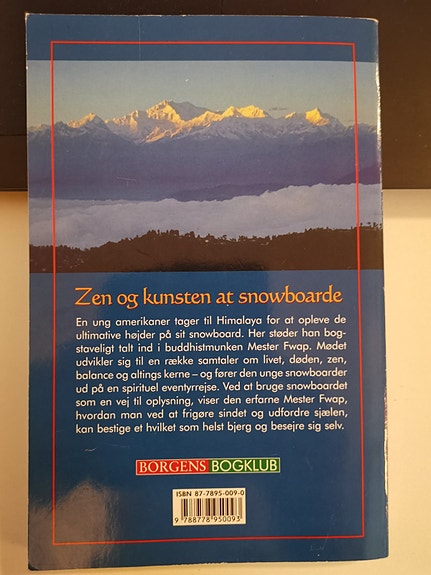 Zen og kunsten at snowboarde
En ung amerikaner tager til Himalaya for at opleve de
ultimative højder på sit snowboard. Her støder han bog-
staveligt talt ind i buddhistmunken Mester Fwap. Mødet
udvikler sig til en række samtaler om livet, døden, zen,
balance og altings kerne – og fører den unge snowboarder
ud på en spirituel eventyrrejse. Ved at bruge snowboardet
som en vej til oplysning, viser den erfarne Mester Fwap,
hvordan man ved at frigøre sindet og udfordre sjælen,
kan bestige et hvilket som helst bjerg og besejre sig selv.
BORGENS BOGKLUB
ISBN 87-7895-009-0
9 788778 950093